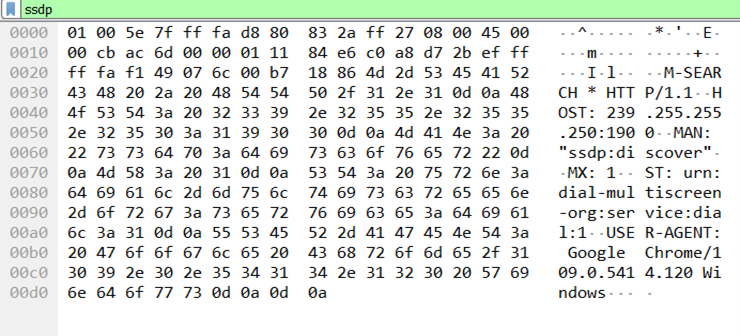 ssdp
0000 01 00 5e 7f ff fa d8 80 83 2a ff 27 08 00 45 00 ··^····· ·*·'··E·
0010 00 cb ac 6d 00 00 01 11 84 e6 c0 a8 d7 2b ef ff ···m···· ·····+··
0020 ff fa f1 49 07 6c 00 b7 18 86 4d 2d 53 45 41 52 ···I·l·· ··M-SEAR
0030 43 48 20 2a 20 48 54 54 50 2f 31 2e 31 0d 0a 48 CH * HTT P/1.1··H
0040 4f 53 54 3a 20 32 33 39 2e 32 35 35 2e 32 35 35 OST: 239 .255.255
0050 2e 32 35 30 3a 31 39 30 30 0d 0a 4d 41 4e 3a 20 .250:190 0··MAN:
0060 22 73 73 64 70 3a 64 69 73 63 6f 76 65 72 22 0d "ssdp:di scover"·
0070 0a 4d 58 3a 20 31 0d 0a 53 54 3a 20 75 72 6e 3a ·MX: 1·· ST: urn:
0080 64 69 61 6c 2d 6d 75 6c 74 69 73 63 72 65 65 6e dial-mul tiscreen
0090 2d 6f 72 67 3a 73 65 72 76 69 63 65 3a 64 69 61 -org:ser vice:dia
00a0 6c 3a 31 0d 0a 55 53 45 52 2d 41 47 45 4e 54 3a l:1··USE R-AGENT:
00b0 20 47 6f 6f 67 6c 65 20 43 68 72 6f 6d 65 2f 31 Google Chrome/1
00c0 30 39 2e 30 2e 35 34 31 34 2e 31 32 30 20 57 69 09.0.541 4.120 Wi
00d0 6e 64 6f 77 73 0d 0a 0d 0a ndows··· ·